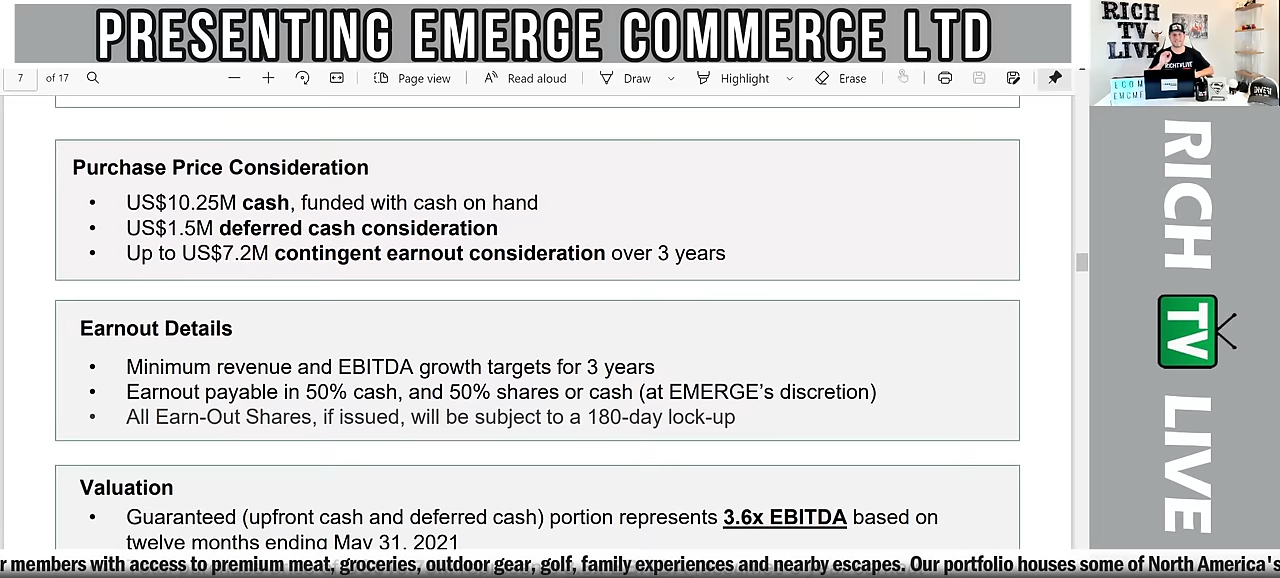 PRESENTING EMERGE COMMERCE LTD
RICH
TV
LIVE
7 of 17 Page view Read aloud Draw Highlight Erase
Purchase Price Consideration
• US$10.25M cash, funded with cash on hand
• US$1.5M deferred cash consideration
• Up to US$7.2M contingent earnout consideration over 3 years
Earnout Details
• Minimum revenue and EBITDA growth targets for 3 years
• Earnout payable in 50% cash, and 50% shares or cash (at EMERGE’s discretion)
• All Earn-Out Shares, if issued, will be subject to a 180-day lock-up
Valuation
• Guaranteed (upfront cash and deferred cash) portion represents 3.6x EBITDA based on
twelve months ending May 31, 2021
RICH TV LIVE
r members with access to premium meat, groceries, outdoor gear, golf, family experiences and nearby escapes. Our portfolio houses some of North America's